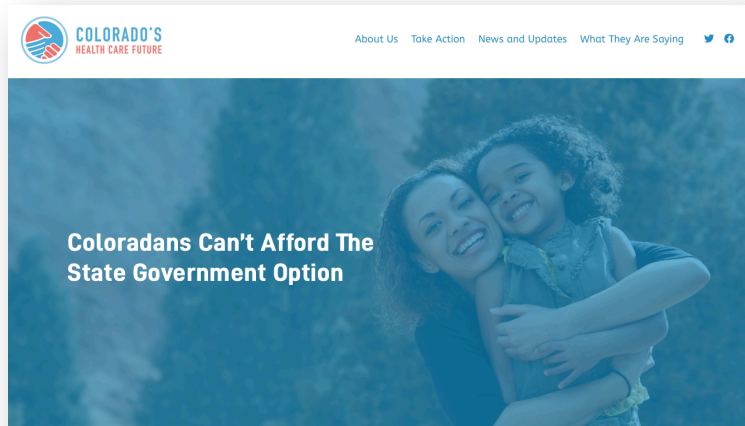 COLORADO'S
HEALTH CARE FUTURE
About Us Take Action News and Updates What They Are Saying
Coloradans Can't Afford The
State Government Option